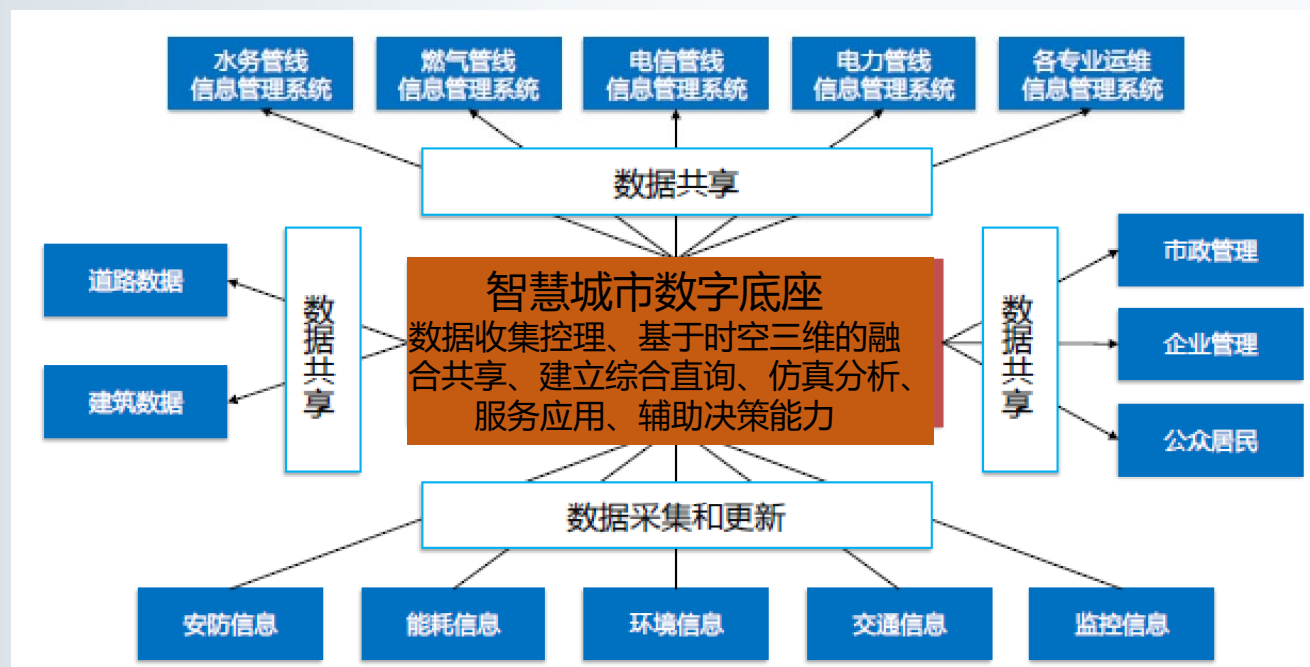 水务管线
信息管理系统
燃气管线
信息管理系统
电信管线
信息管理系统
电力管线
信息管理系统
各专业运维
信息管理系统
数据共享
道路数据
建筑数据
数据共享
智慧城市数字底座
数据收集控理、基于时空三维的融
合共享、建立综合直询、仿真分析、
服务应用、辅助决策能力
数据共享
市政管理
企业管理
公众居民
数据采集和更新
安防信息
能耗信息
环境信息
交通信息
监控信息